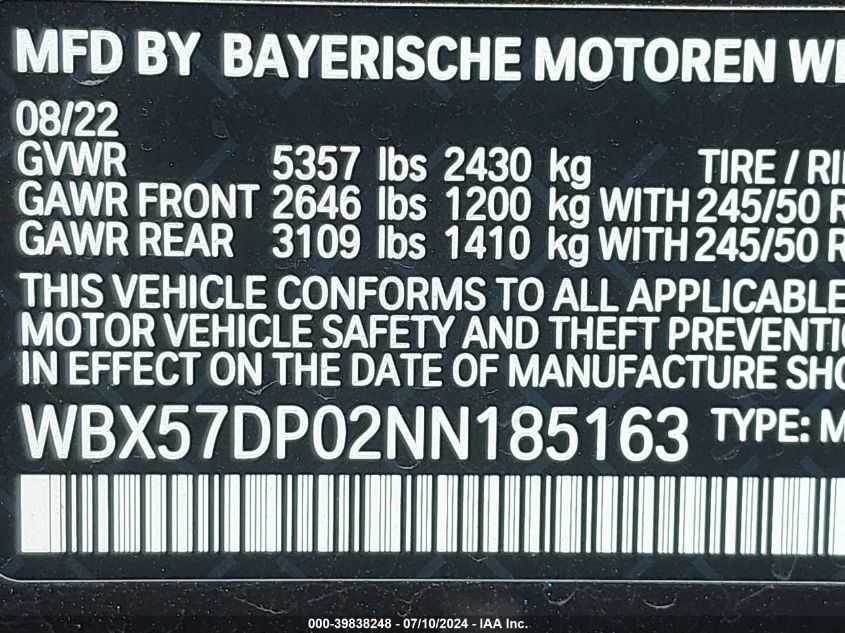 MFD BY BAYERISCHE MOTOREN
08/22
GVWR 5357 lbs 2430 kg TIRE /
GAWR FRONT 2646 lbs 1200 kg WITH 245/50 R
GAWR REAR 3109 lbs 1410 kg WITH 245/50 R
THIS VEHICLE CONFORMS TO ALL APPLICABLE
MOTOR VEHICLE SAFETY AND THEFT
IN EFFECT ON THE DATE OF MANUFACTURE
WBX57DP02NN185163 TYPE:
000-39838248 - 07/10/2024 - IAA Inc.